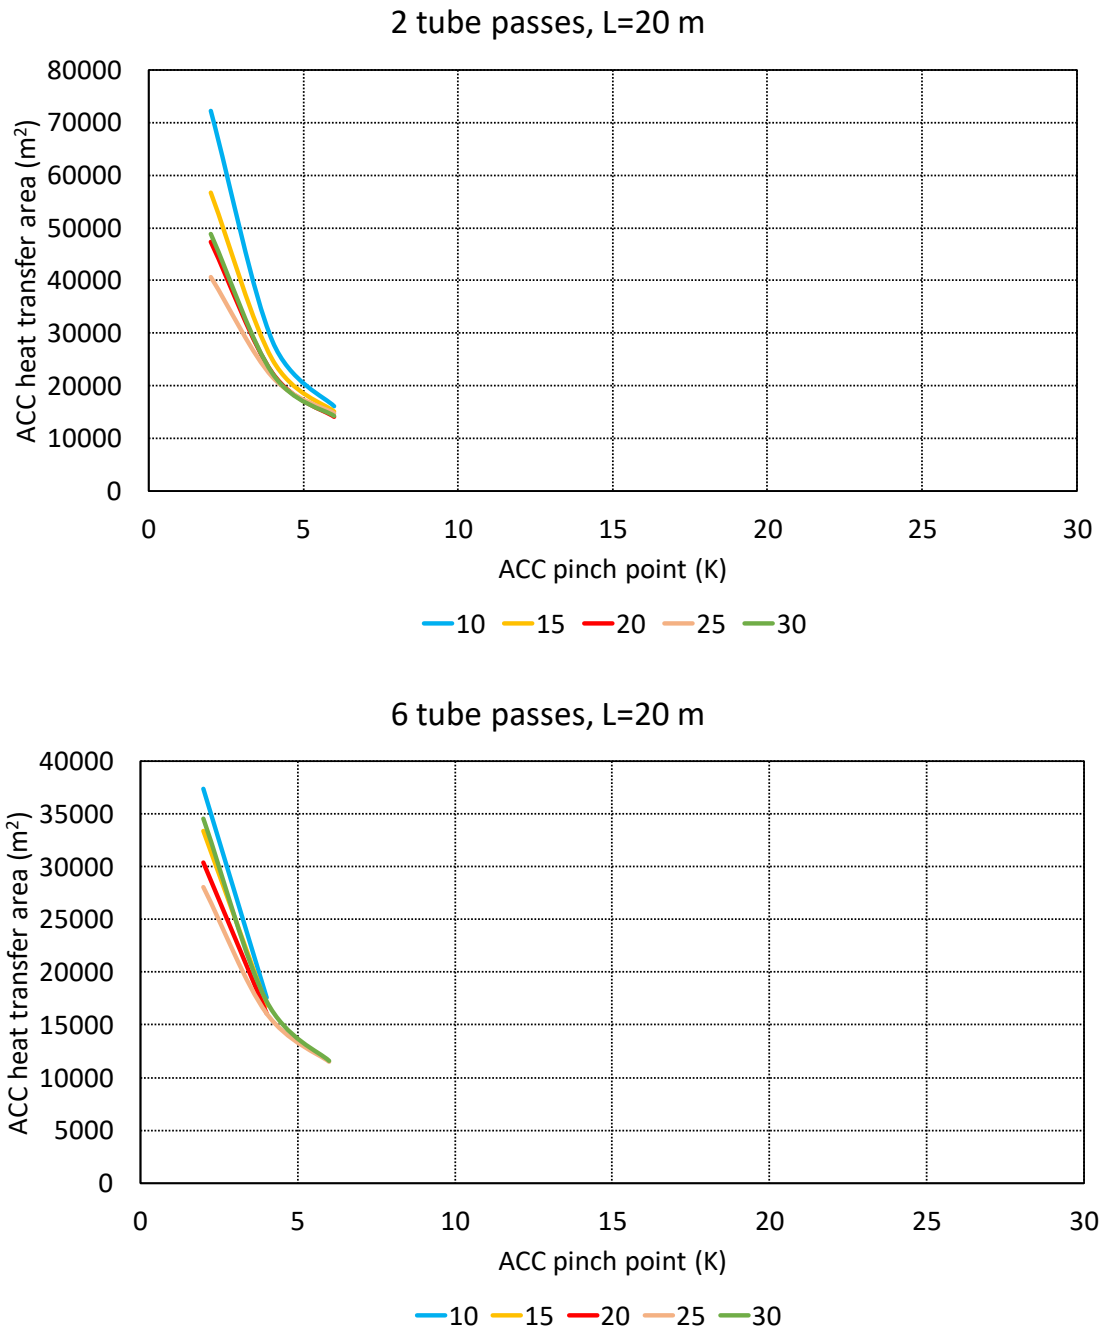 2 tube passes, L=20 m
ACC heat transfer area (m²)
80000
70000
60000
50000
40000
30000
20000
10000
0
0 5 10 15 20 25 30
ACC pinch point (K)
10 15 20 25 30
6 tube passes, L=20 m
ACC heat transfer area (m²)
40000
35000
30000
25000
20000
15000
10000
5000
0
0 5 10 15 20 25 30
ACC pinch point (K)
10 15 20 25 30